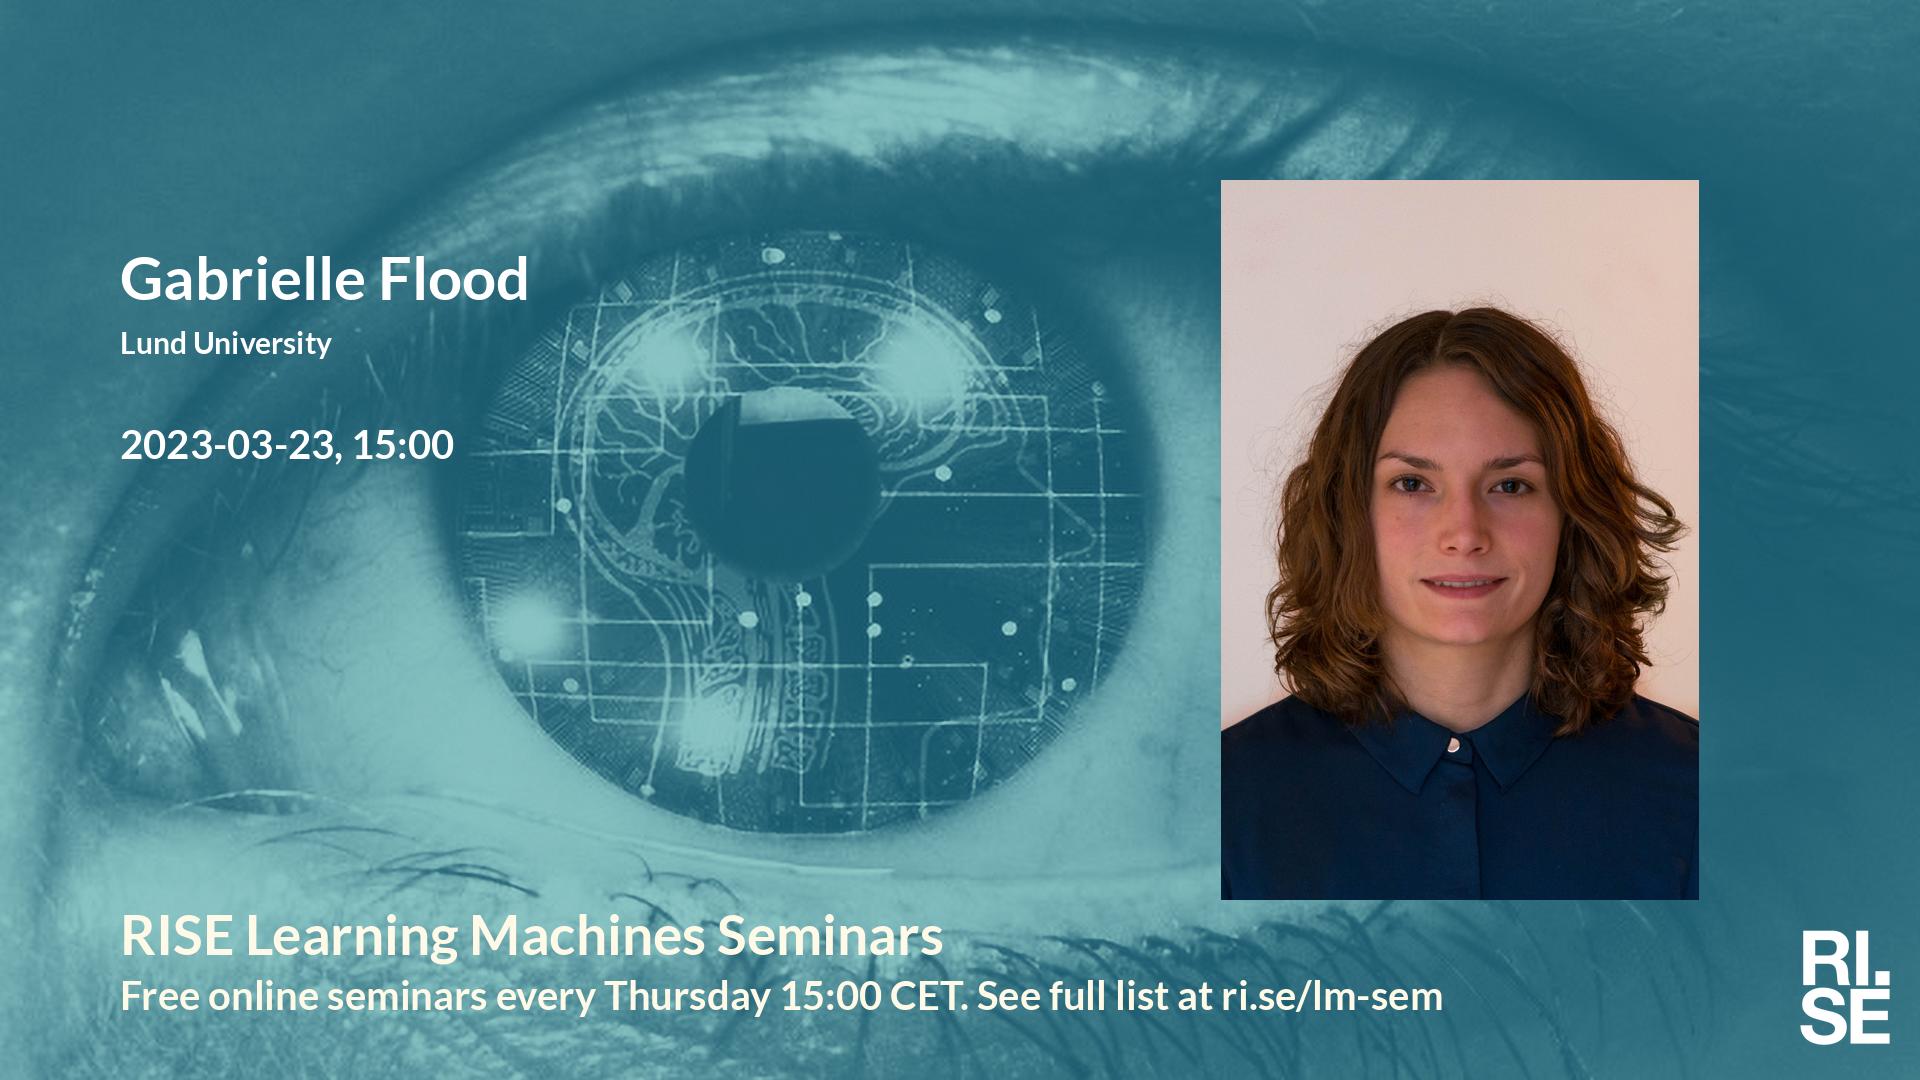 Gabrielle Flood
Lund University
2023-03-23, 15:00
RISE Learning Machines Seminars
Free online seminars every Thursday 15:00 CET. See full list at ri.se/lm-sem
RI.
SE